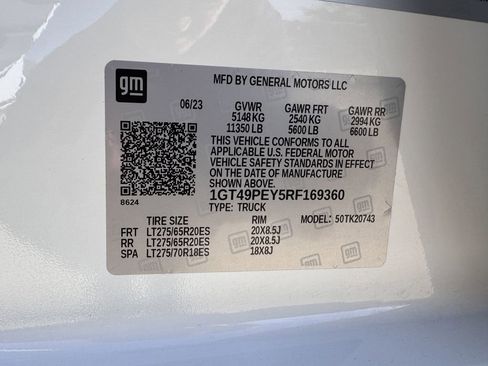 gm
MFD BY GENERAL MOTORS LLC
06/23 GVWR GAWR FRT GAWR RR
5148 KG 2540 KG 2994 KG
11350 LB 5600 LB 6600 LB
THIS VEHICLE CONFORMS TO ALL
APPLICABLE U.S. FEDERAL MOTOR
VEHICLE SAFETY STANDARDS IN EFFECT
ON THE DATE OF MANUFACTURE
SHOWN ABOVE.
8624 1GT49PEY5RF169360
TYPE: TRUCK MODEL: 50TK20743
TIRE SIZE RIM
FRT LT275/65R20ES 20X8.5J
RR LT275/65R20ES 20X8.5J
SPA LT275/70R18ES 18X8J